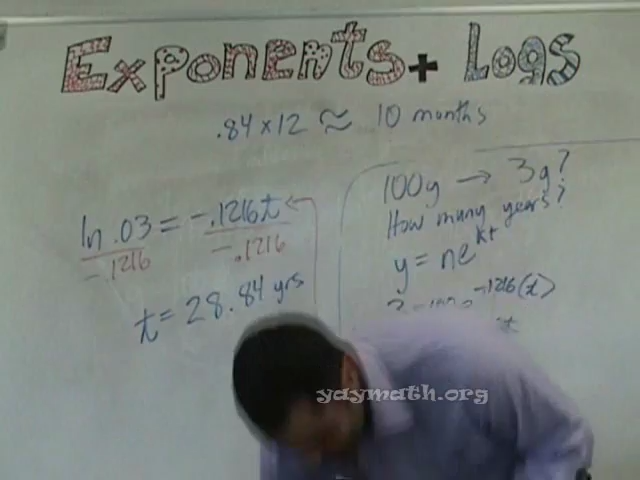 Exponents + Logs
.84 x 12 ≈ 10 months
ln .03 = -.1216t
-.1216 -.1216
t = 28.84 yrs
100g → 3g?
How many years?
y = ne^kt
-.1216(t)
t
yaymath.org